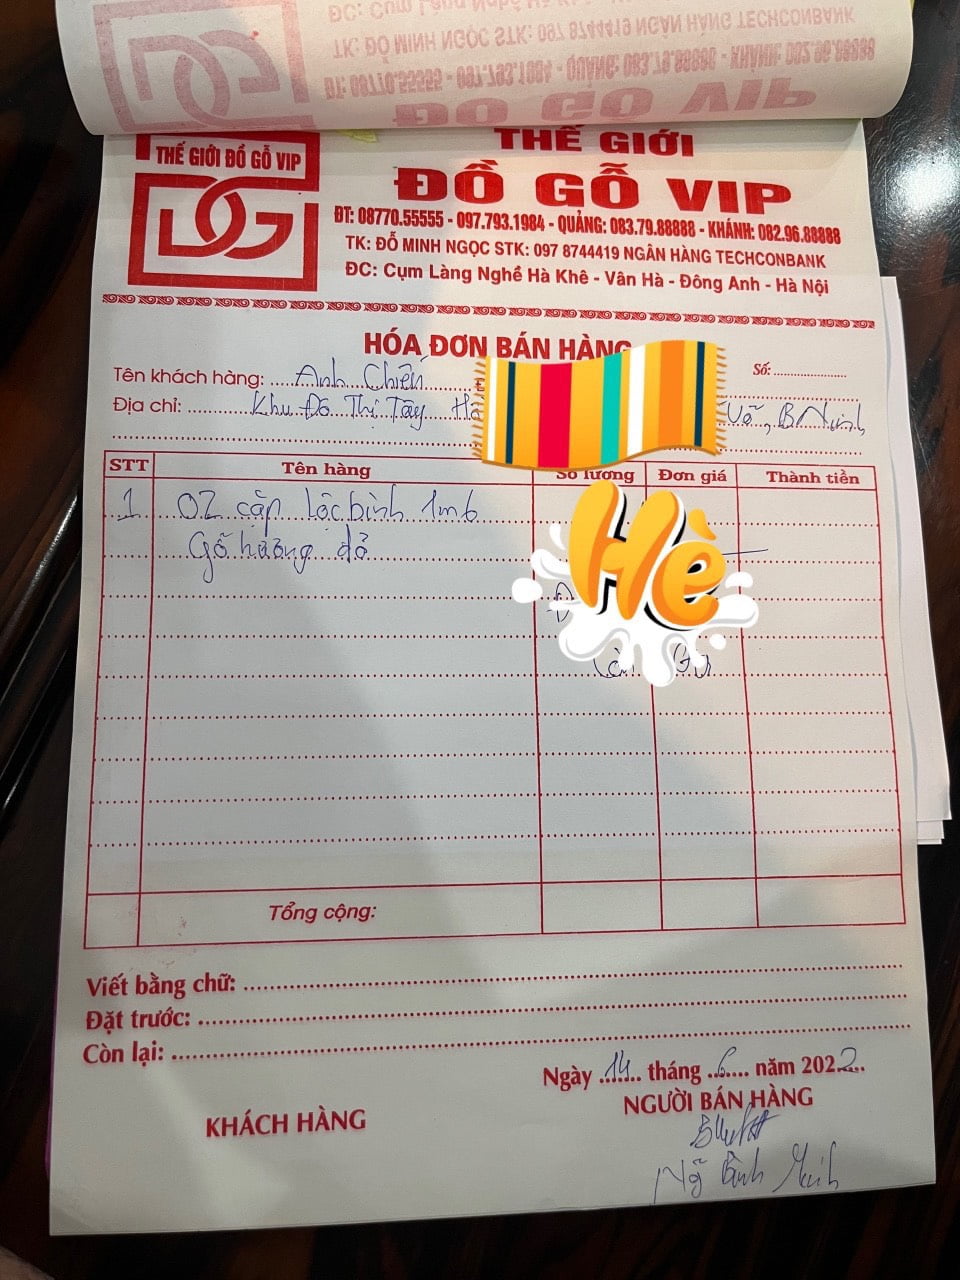 THẾ GIỚI ĐỒ GỖ VIP
DG
THẾ GIỚI
ĐỒ GỖ VIP
ĐT: 08770.55555 - 097.793.1984 - QUẢNG: 083.79.88888 - KHÁNH: 082.96.88888
TK: ĐỖ MINH NGỌC STK: 097 8744419 NGÂN HÀNG TECHCONBANK
ĐC: Cụm Làng Nghề Hà Khê - Vân Hà - Đông Anh - Hà Nội
HÓA ĐƠN BÁN HÀNG
Số:
Tên khách hàng: Anh Chiến
Địa chỉ: Khu Đô Thị Tây Hồ Võ, B Ninh
STT Tên hàng Số lượng Đơn giá Thành tiền
1 02 cặp lộc bình 1m6
Gỗ hương đỏ
Hè
Tổng cộng:
Viết bằng chữ:
Đặt trước:
Còn lại:
Ngày 14 tháng 6 năm 2022
KHÁCH HÀNG NGƯỜI BÁN HÀNG